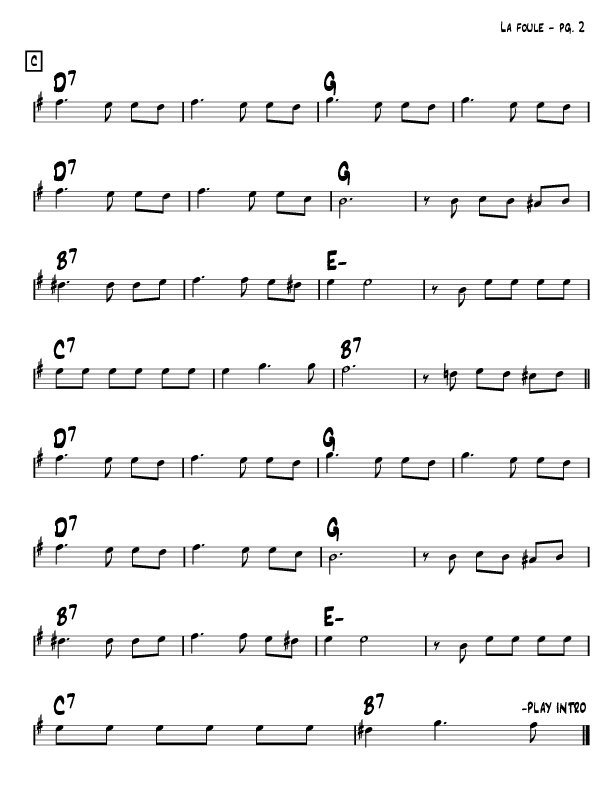 La foule - pg. 2
C
D7 G
D7 G
B7 E-
C7 B7
D7 G
D7 G
B7 E-
C7 B7 -play intro